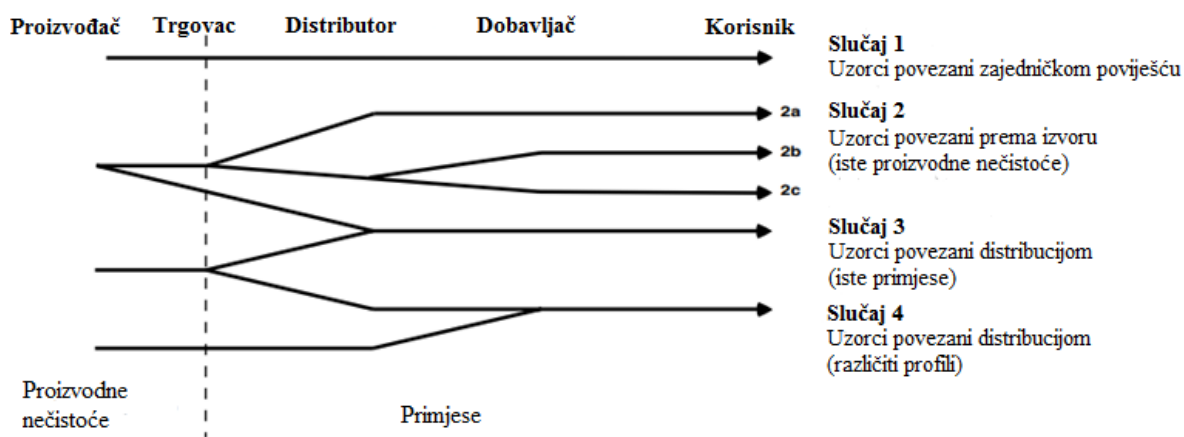 Proizvođač Trgovac Distributor Dobavljač Korisnik
Slučaj 1
Uzorci povezani zajedničkom poviješću
2a
Slučaj 2
Uzorci povezani prema izvoru
(iste proizvodne nečistoće)
2b
2c
Slučaj 3
Uzorci povezani distribucijom
(iste primjese)
Slučaj 4
Uzorci povezani distribucijom
(različiti profili)
Proizvodne
nečistoće
Primjese